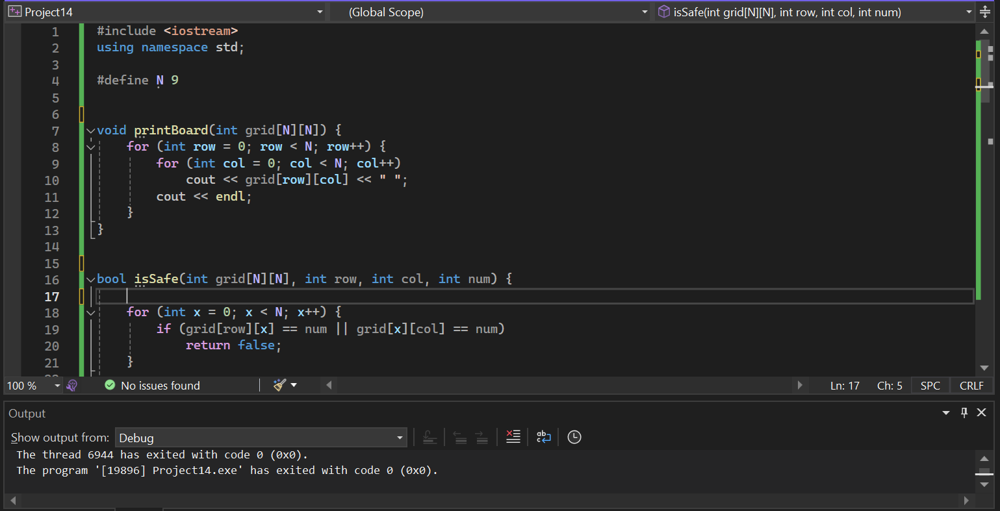 Project14 (Global Scope) isSafe(int grid[N][N], int row, int col, int num)
1 #include <iostream>
2 using namespace std;
3
4 #define N 9
5
6
7 void printBoard(int grid[N][N]) {
8     for (int row = 0; row < N; row++) {
9         for (int col = 0; col < N; col++)
10             cout << grid[row][col] << " ";
11         cout << endl;
12     }
13 }
14
15
16 bool isSafe(int grid[N][N], int row, int col, int num) {
17
18     for (int x = 0; x < N; x++) {
19         if (grid[row][x] == num || grid[x][col] == num)
20             return false;
21     }
100 % No issues found Ln: 17 Ch: 5 SPC CRLF
Output
Show output from: Debug
The thread 6944 has exited with code 0 (0x0).
The program '[19896] Project14.exe' has exited with code 0 (0x0).